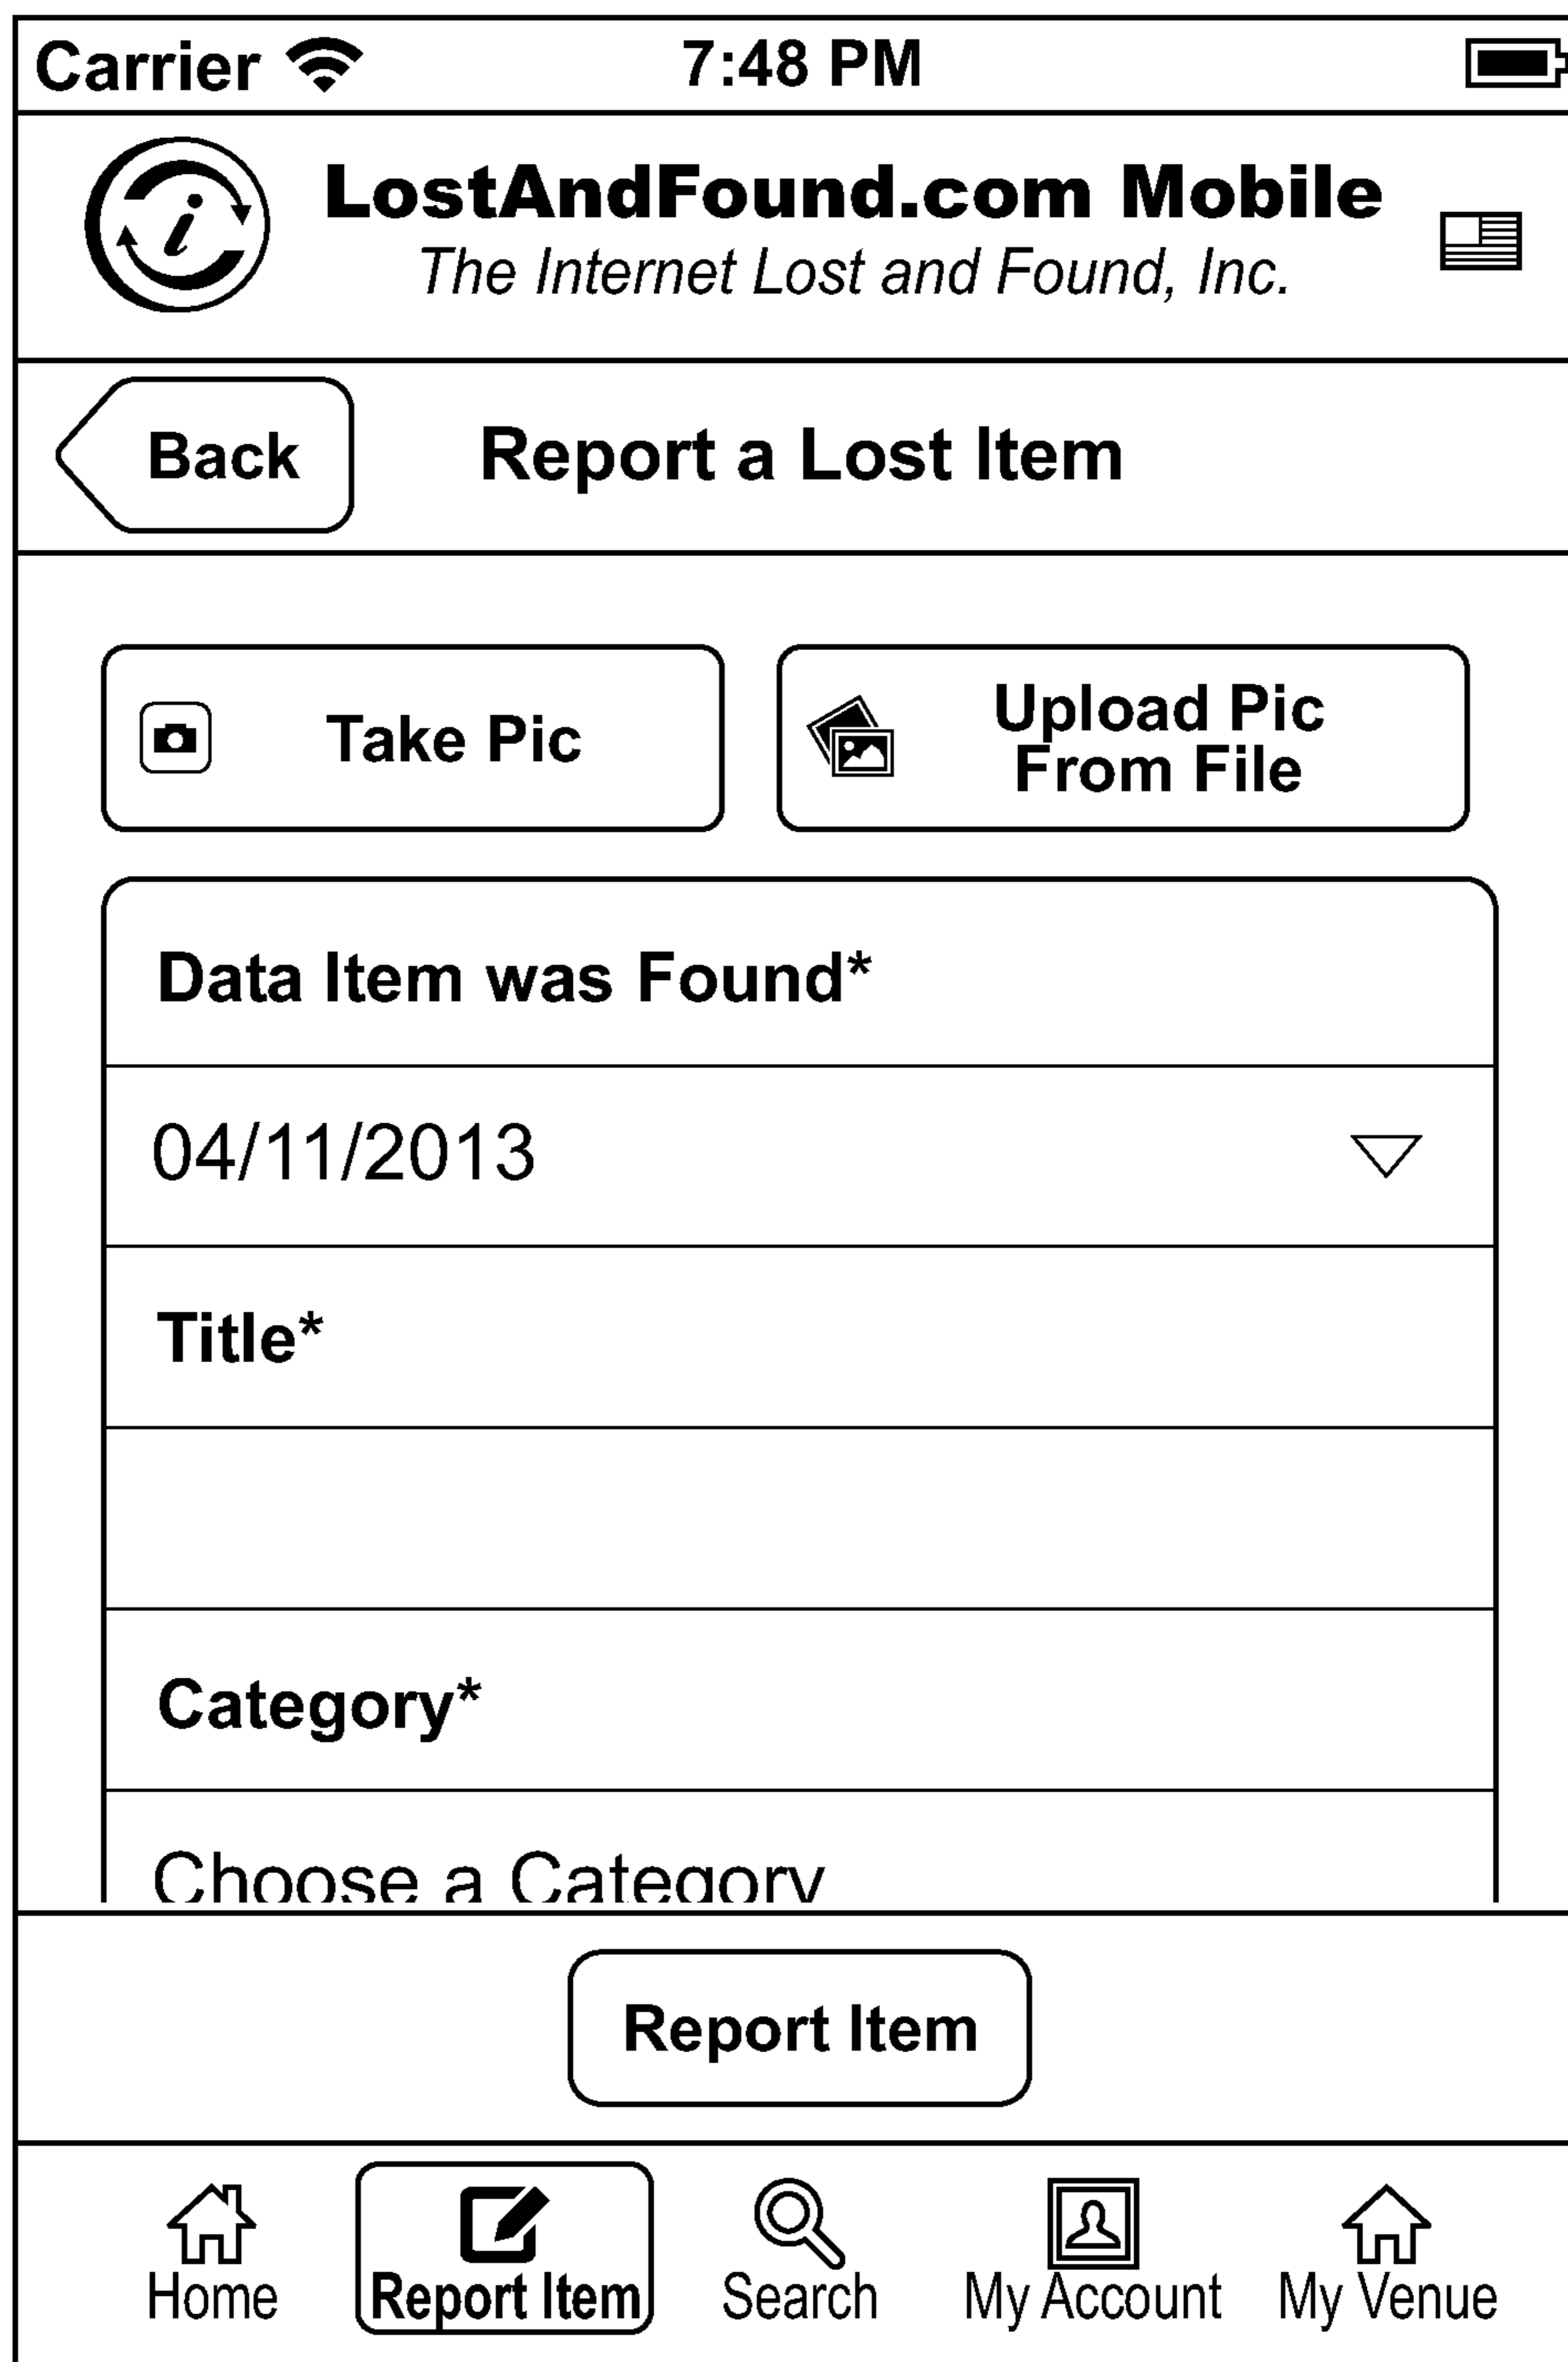 Carrier 7:48 PM
i
LostAndFound.com Mobile
The Internet Lost and Found, Inc.
Back Report a Lost Item
Take Pic
Upload Pic
From File
Data Item was Found*
04/11/2013
Title*
Category*
Choose a Category
Report Item
Home Report Item Search My Account My Venue